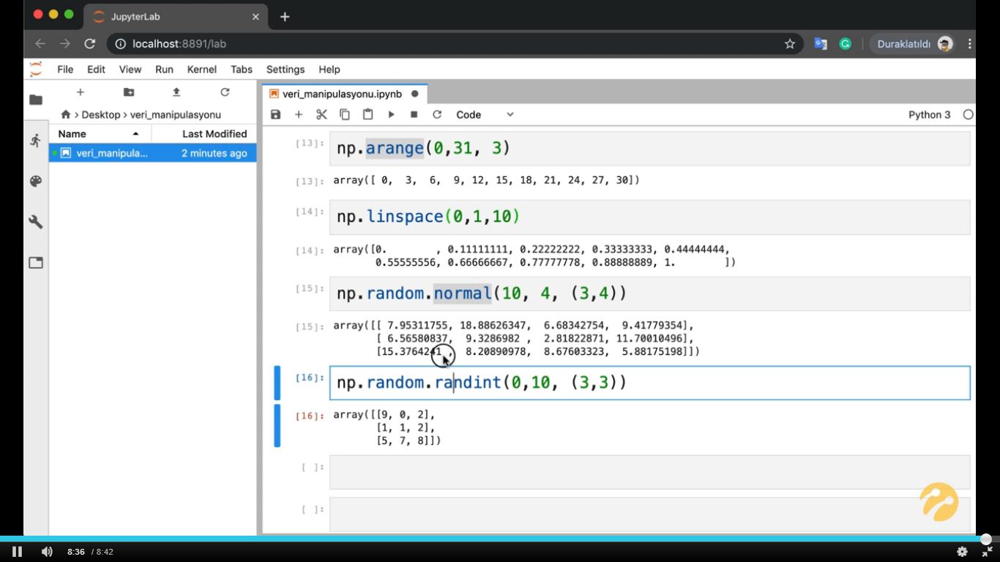 JupyterLab
localhost:8891/lab
Duraklatıldı
File Edit View Run Kernel Tabs Settings Help
veri_manipulasyonu.ipynb
Desktop > veri_manipulasyonu
Code
Python 3
Name Last Modified
veri_manipula... 2 minutes ago
[13]: np.arange(0,31, 3)
[13]: array([ 0, 3, 6, 9, 12, 15, 18, 21, 24, 27, 30])
[14]: np.linspace(0,1,10)
[14]: array([0. , 0.11111111, 0.22222222, 0.33333333, 0.44444444,
0.55555556, 0.66666667, 0.77777778, 0.88888889, 1. ])
[15]: np.random.normal(10, 4, (3,4))
[15]: array([[ 7.95311755, 18.88626347, 6.68342754, 9.41779354],
[ 6.56580837, 9.3286982 , 2.81822871, 11.70010496],
[15.3764241 , 8.20890978, 8.67603323, 5.88175198]])
[16]: np.random.randint(0,10, (3,3))
[16]: array([[9, 0, 2],
[1, 1, 2],
[5, 7, 8]])
[ ]:
[ ]:
8:36 / 8:42